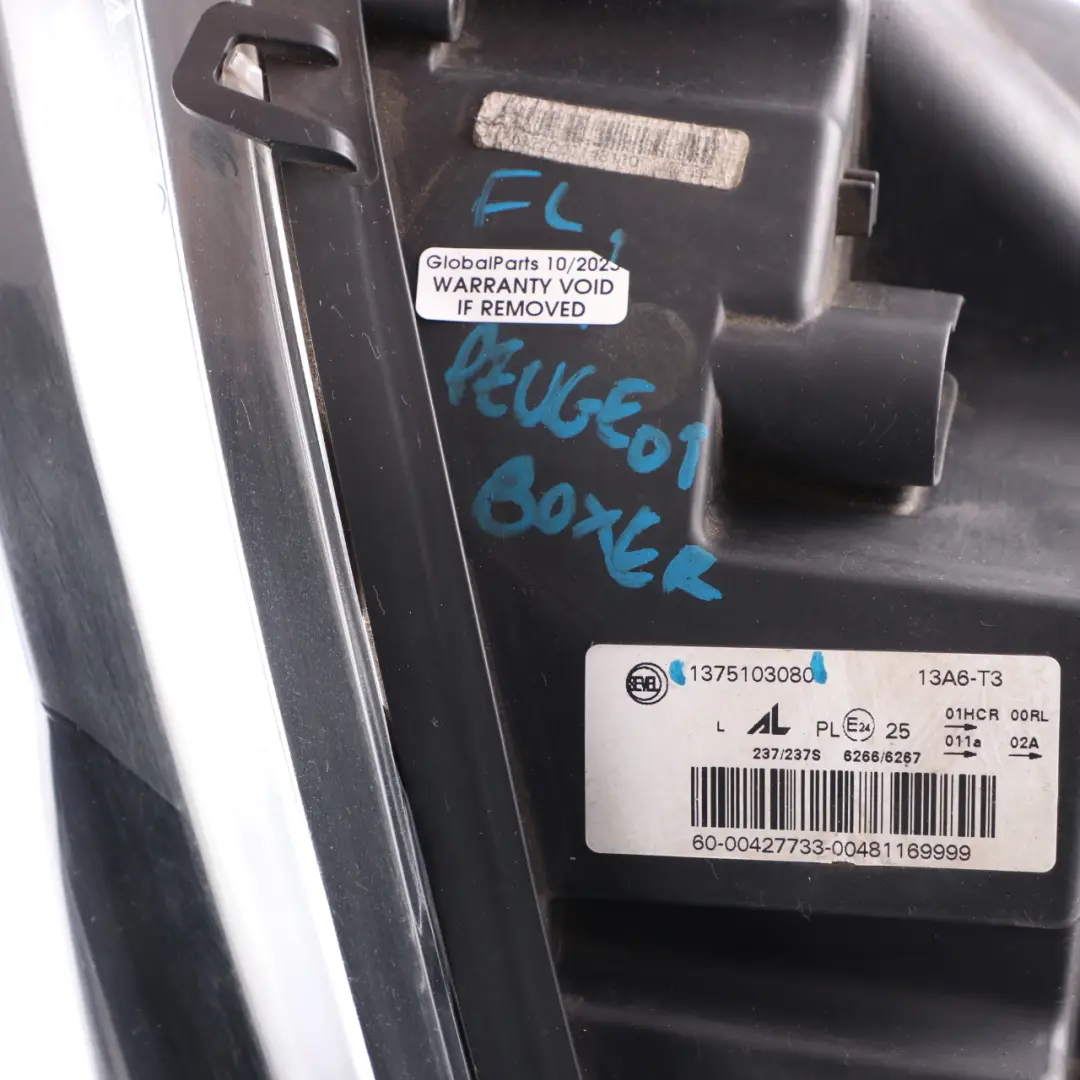 FL
GlobalParts 10/2023
WARRANTY VOID
IF REMOVED
PEUGEOT
BOXER
SEVEL 1375103080 13A6-T3
L AL PL E24 25 01HCR 00RL
237/237S 6266/6267 011a 02A
60-00427733-00481169999